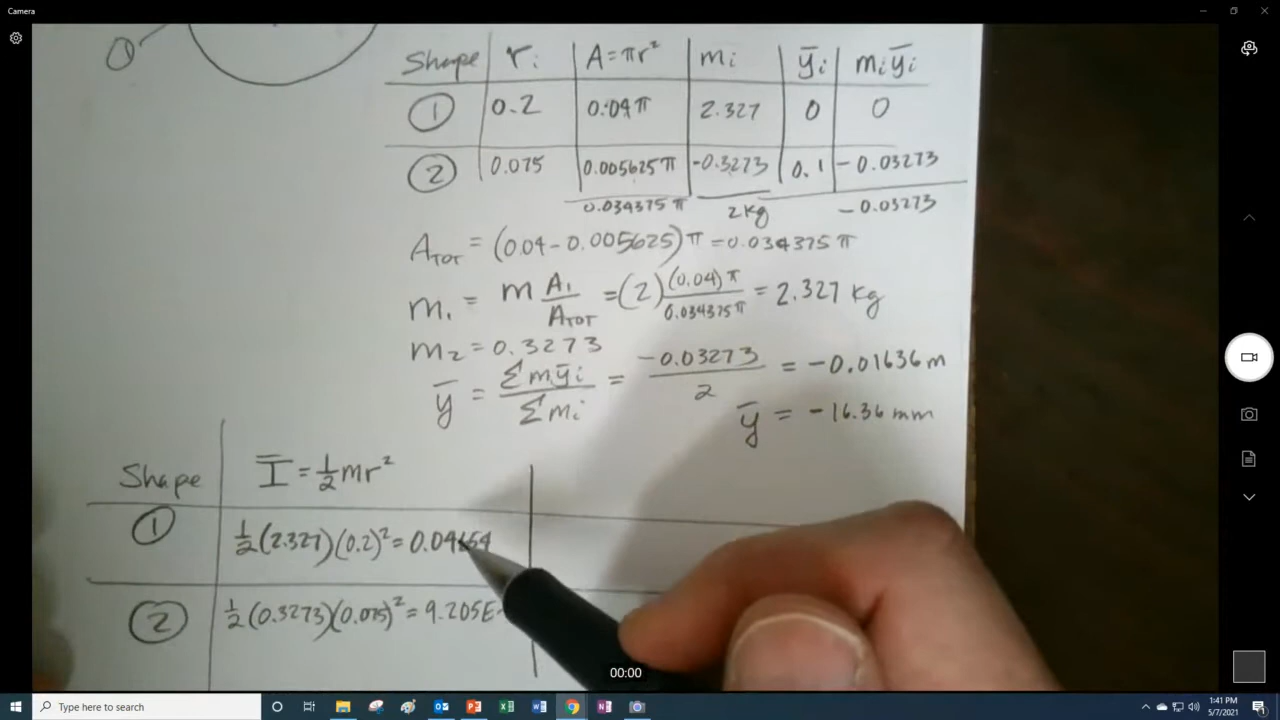 Camera
①
Shape rᵢ A=πr² mᵢ ȳᵢ mᵢȳᵢ
① 0.2 0.04π 2.327 0 0
② 0.075 0.005625π -0.3273 0.1 -0.03273
0.034375π 2kg -0.03273
A_TOT = (0.04-0.005625)π=0.034375π
m₁ = m A₁/A_TOT =(2) (0.04)π/0.034375π = 2.327 kg
m₂ = 0.3273
ȳ = Σmᵢȳᵢ/Σmᵢ = -0.03273/2 = -0.01636m
ȳ = -16.36 mm
Shape Ī=½mr²
① ½(2.327)(0.2)²=0.04654
② ½(0.3273)(0.075)²=9.205E
00:00
Type here to search
1:41 PM
5/7/2021